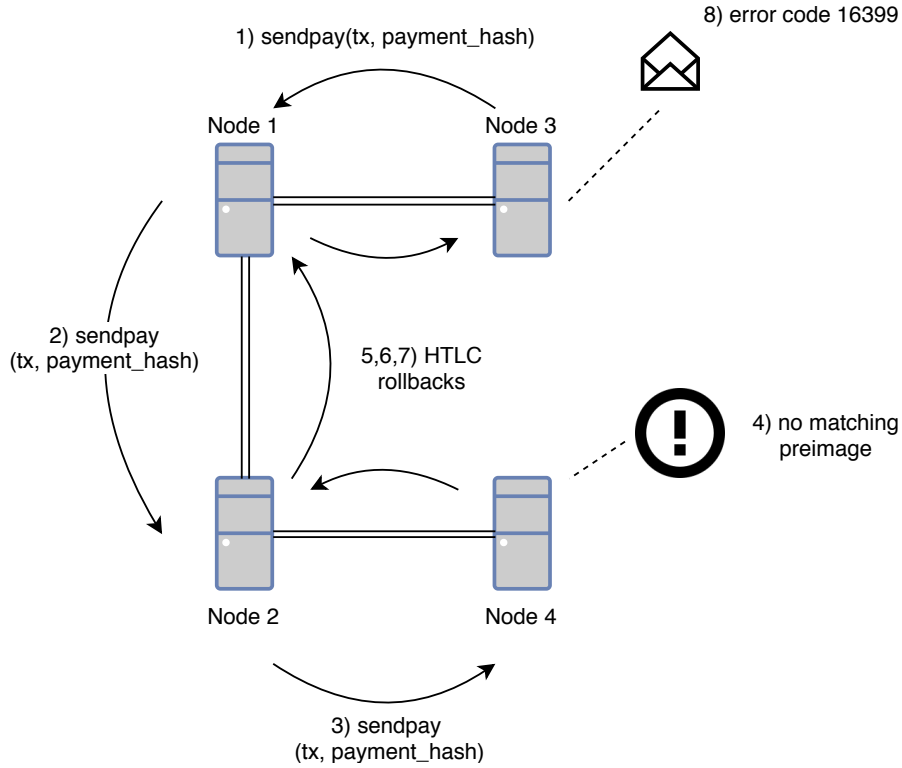 8) error code 16399
1) sendpay(tx, payment_hash)
Node 1
Node 3
2) sendpay
(tx, payment_hash)
5,6,7) HTLC
rollbacks
4) no matching
preimage
Node 2
Node 4
3) sendpay
(tx, payment_hash)